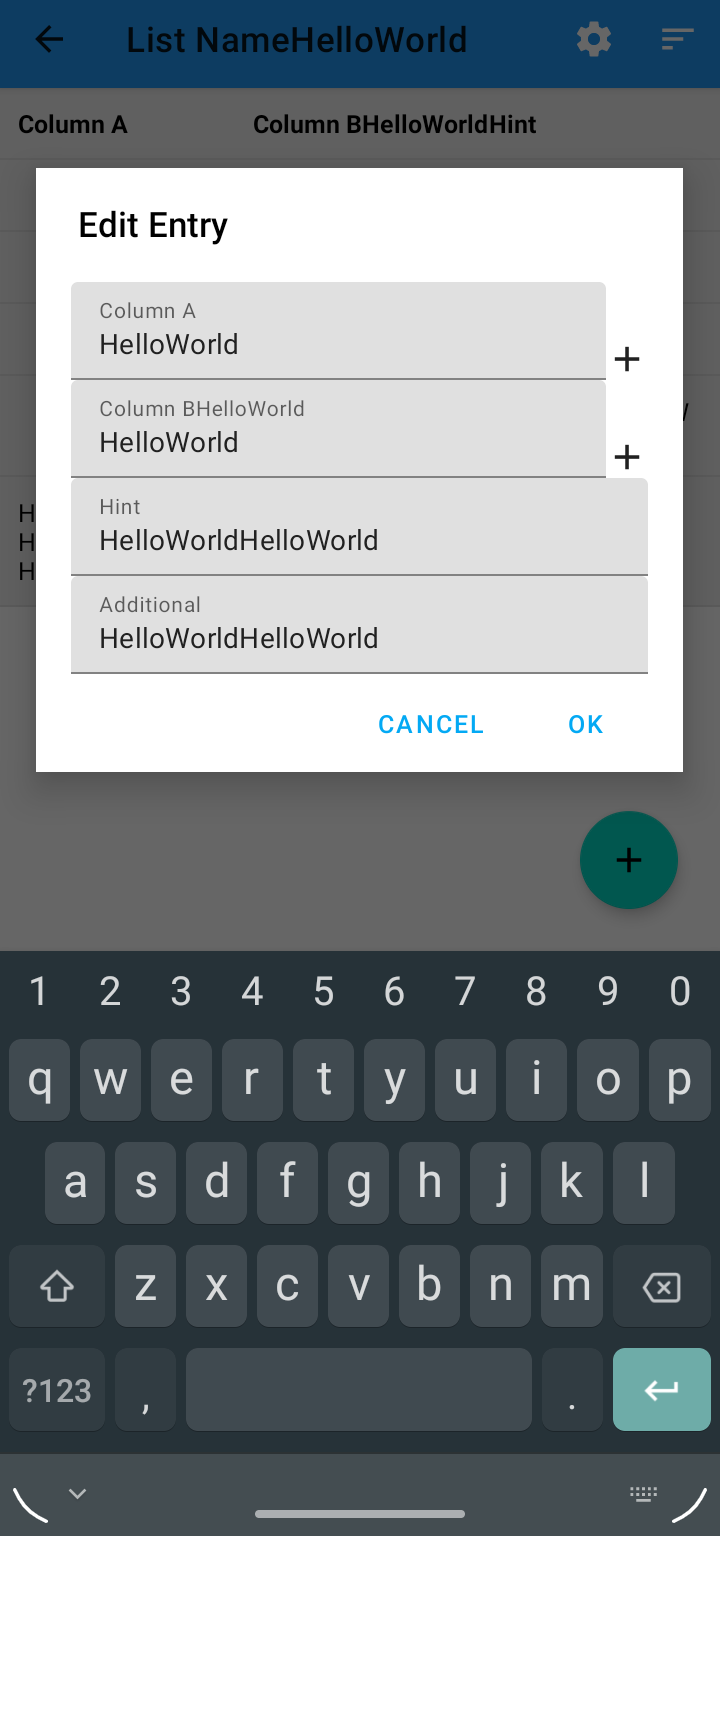 List NameHelloWorld
Column A Column BHelloWorldHint
Edit Entry
Column A
HelloWorld
Column BHelloWorld
HelloWorld
Hint
HelloWorldHelloWorld
Additional
HelloWorldHelloWorld
H
H
H
CANCEL OK
1 2 3 4 5 6 7 8 9 0
q w e r t y u i o p
a s d f g h j k l
z x c v b n m
?123 , .